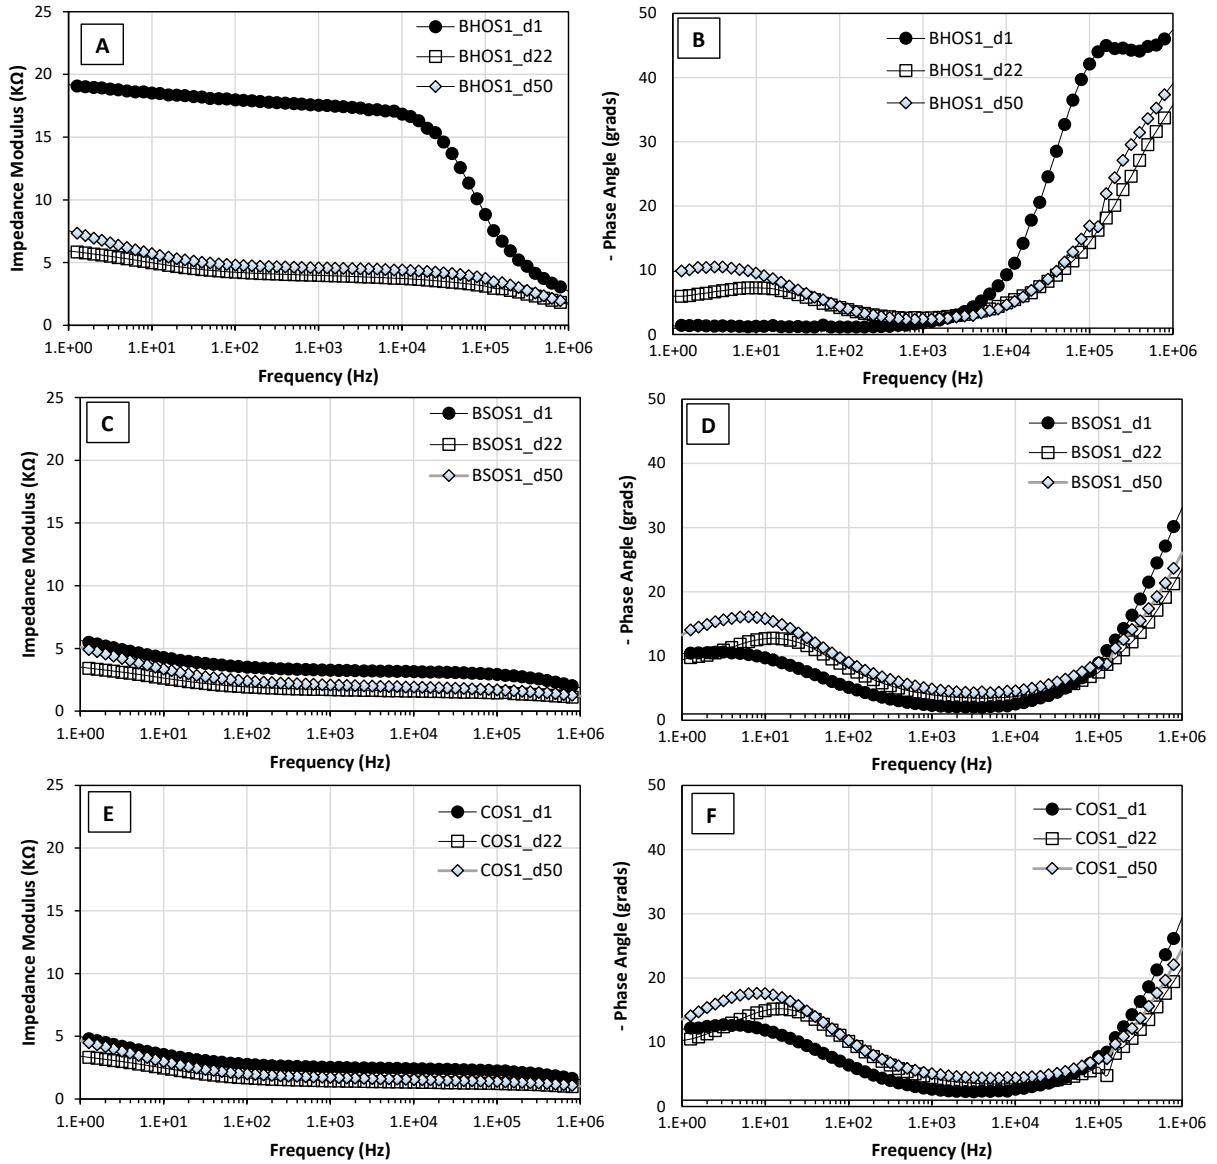 A
BHOS1_d1
BHOS1_d22
BHOS1_d50
Impedance Modulus (KΩ)
25
20
15
10
5
0
1.E+00 1.E+01 1.E+02 1.E+03 1.E+04 1.E+05 1.E+06
Frequency (Hz)
B
BHOS1_d1
BHOS1_d22
BHOS1_d50
- Phase Angle (grads)
50
40
30
20
10
0
1.E+00 1.E+01 1.E+02 1.E+03 1.E+04 1.E+05 1.E+06
Frequency (Hz)
C
BSOS1_d1
BSOS1_d22
BSOS1_d50
Impedance Modulus (KΩ)
25
20
15
10
5
0
1.E+00 1.E+01 1.E+02 1.E+03 1.E+04 1.E+05 1.E+06
Frequency (Hz)
D
BSOS1_d1
BSOS1_d22
BSOS1_d50
- Phase Angle (grads)
50
40
30
20
10
0
1.E+00 1.E+01 1.E+02 1.E+03 1.E+04 1.E+05 1.E+06
Frequency (Hz)
E
COS1_d1
COS1_d22
COS1_d50
Impedance Modulus (KΩ)
25
20
15
10
5
0
1.E+00 1.E+01 1.E+02 1.E+03 1.E+04 1.E+05 1.E+06
Frequency (Hz)
F
COS1_d1
COS1_d22
COS1_d50
- Phase Angle (grads)
50
40
30
20
10
0
1.E+00 1.E+01 1.E+02 1.E+03 1.E+04 1.E+05 1.E+06
Frequency (Hz)